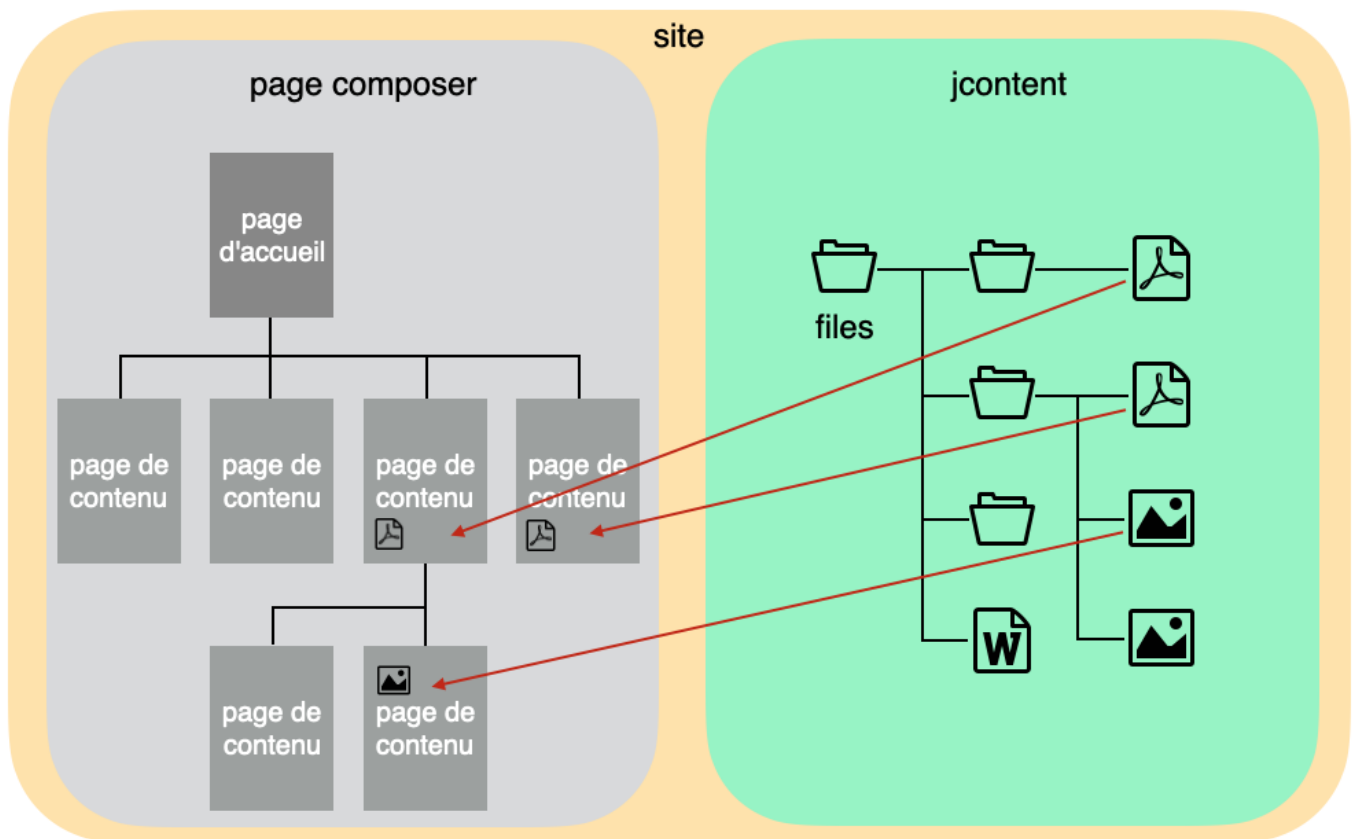 site
page composer
jcontent
page
d'accueil
files
page de
contenu
page de
contenu
page de
contenu
page de
contenu
W
page de
contenu
page de
contenu